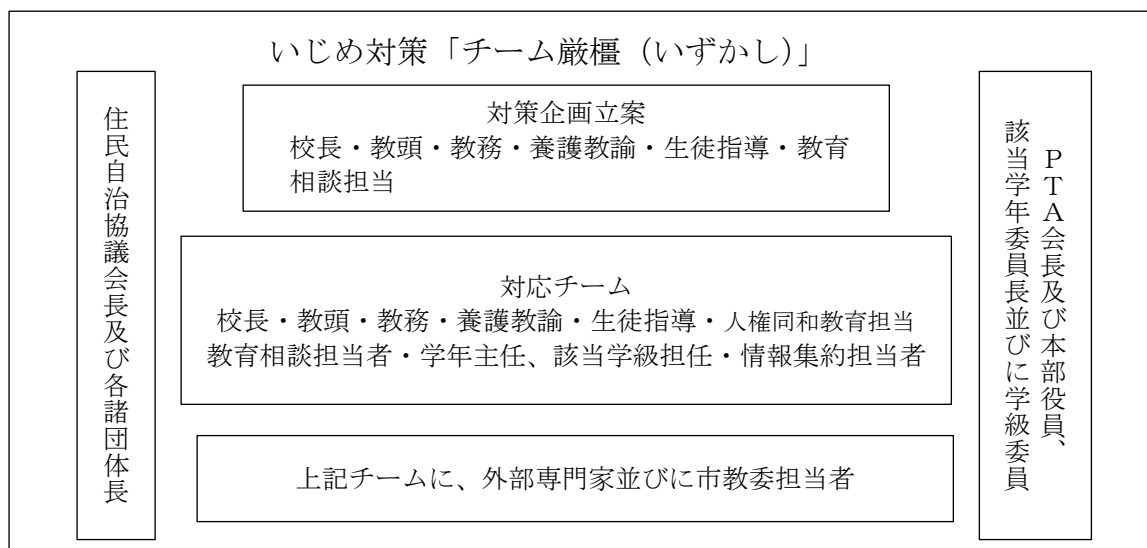 いじめ対策「チーム厳橿（いずかし）」
住民自治協議会長及び各諸団体長
対策企画立案
校長・教頭・教務・養護教諭・生徒指導・教育
相談担当
対応チーム
校長・教頭・教務・養護教諭・生徒指導・人権同和教育担当
教育相談担当者・学年主任、該当学級担任・情報集約担当者
上記チームに、外部専門家並びに市教委担当者
ＰＴＡ会長及び本部役員、
該当学年委員長並びに学級委員